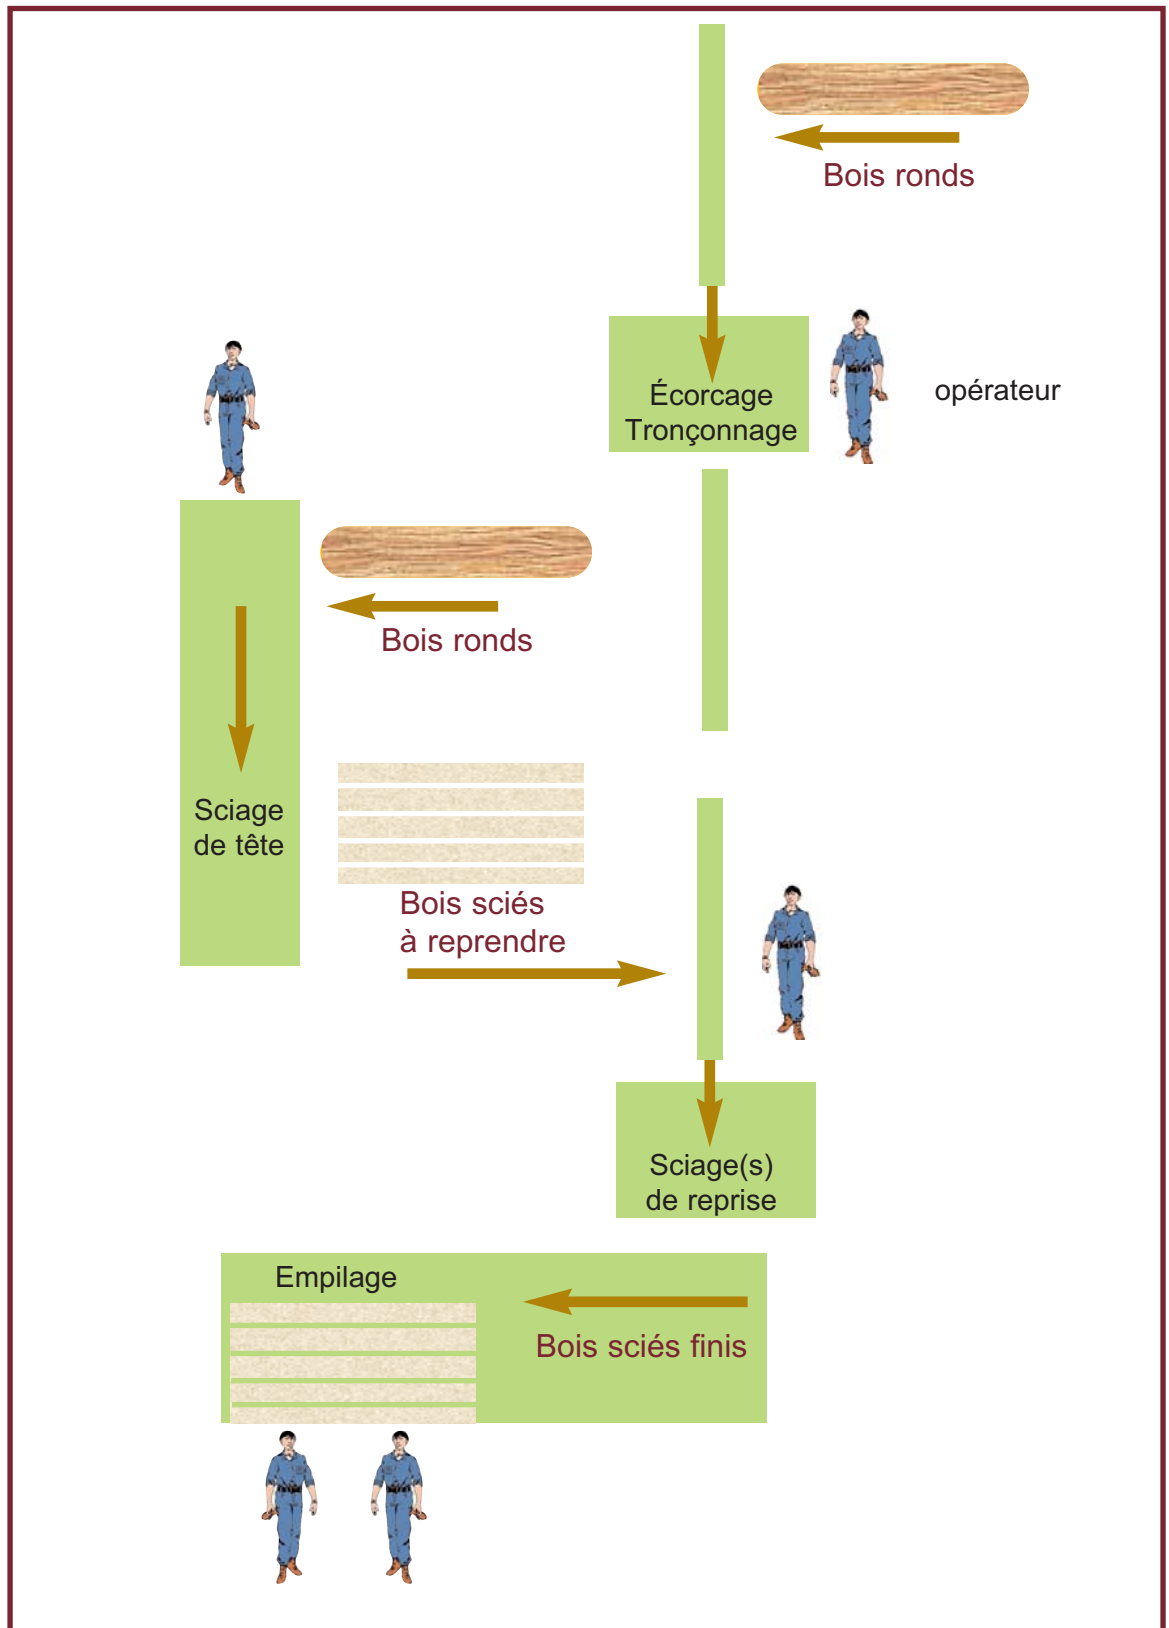 Bois ronds
Écorcage
Tronçonnage
opérateur
Bois ronds
Sciage
de tête
Bois sciés
à reprendre
Sciage(s)
de reprise
Empilage
Bois sciés finis